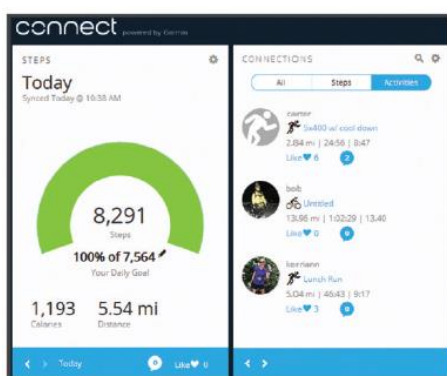 connect powered by Garmin
STEPS
Today
Synced Today @ 10:38 AM
8,291
Steps
100% of 7,564
Your Daily Goal
1,193
Calories
5.54 mi
Distance
Today
0
Like 0
CONNECTIONS
All
Steps
Activities
carter
5x400 w/ cool down
2.84 mi | 24:56 | 8:47
Like 6
2
bob
Untitled
13.96 mi | 1:02:29 | 13.40
Like 0
0
kerriann
Lunch Run
5.04 mi | 46:43 | 9:17
Like 3
0